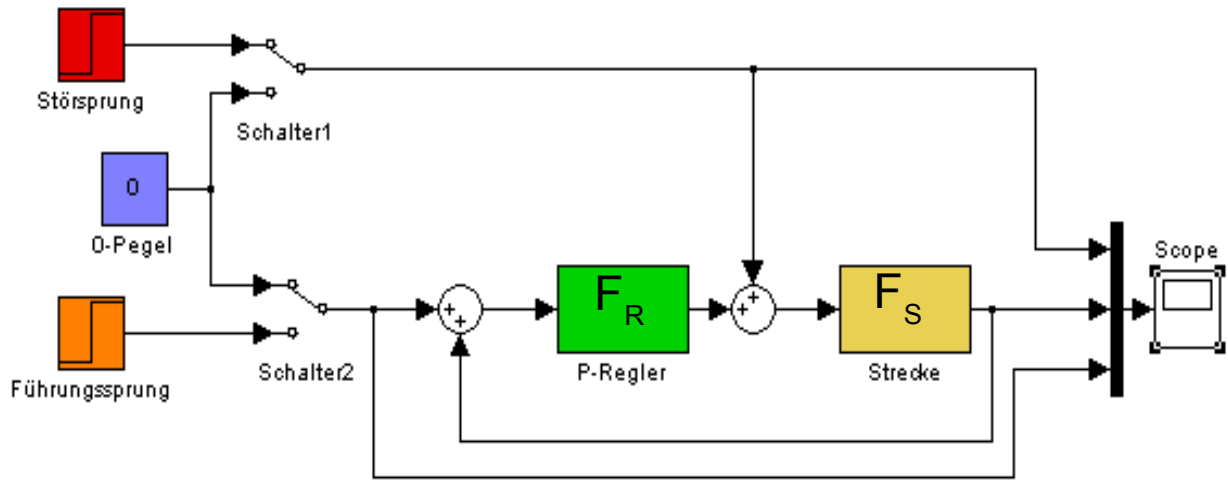 Störsprung
Schalter1
0
0-Pegel
Scope
F R
F S
+
+
+
+
P-Regler
Strecke
Schalter2
Führungssprung